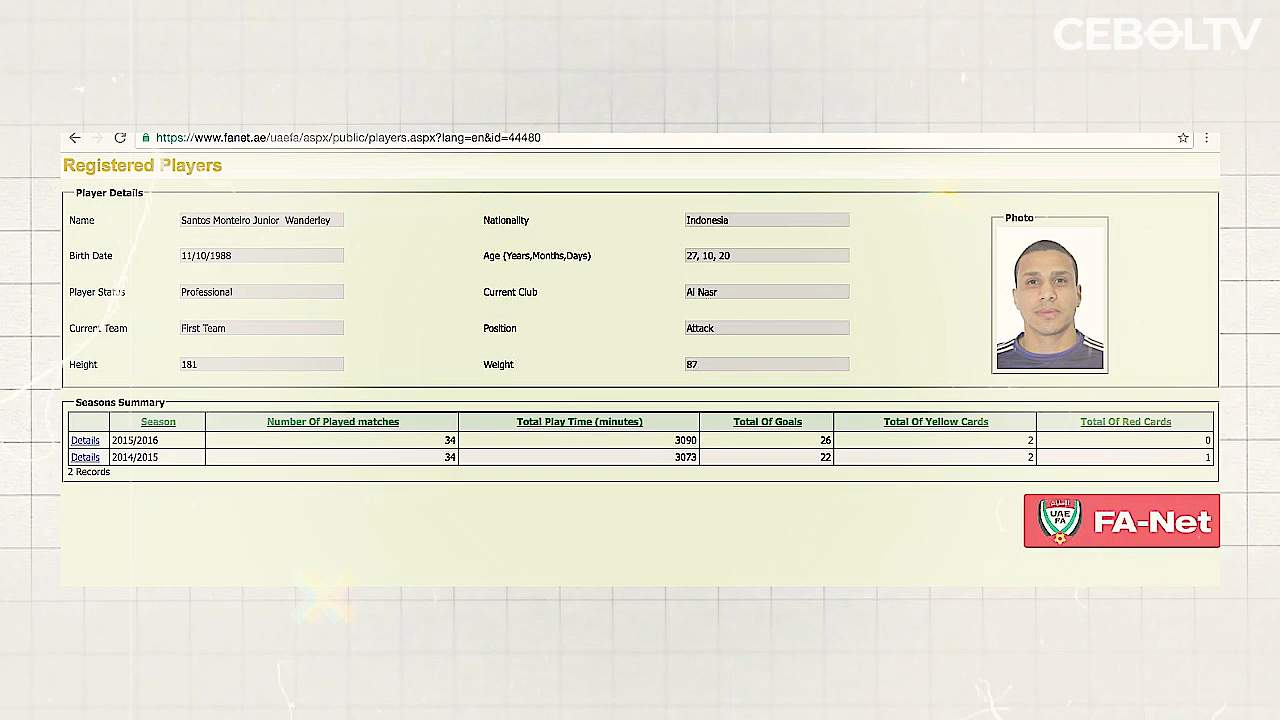 CEBOLTV
https://www.fanet.ae/uaefa/aspx/public/players.aspx?lang=en&id=44480
Registered Players
Player Details
Name Santos Monteiro Junior Wanderley Nationality Indonesia Photo
Birth Date 11/10/1988 Age (Years,Months,Days) 27, 10, 20
Player Status Professional Current Club Al Nasr
Current Team First Team Position Attack
Height 181 Weight 87
Seasons Summary
Season Number Of Played matches Total Play Time (minutes) Total Of Goals Total Of Yellow Cards Total Of Red Cards
Details 2015/2016 34 3090 26 2 0
Details 2014/2015 34 3073 22 2 1
2 Records
UAE
FA
FA-Net